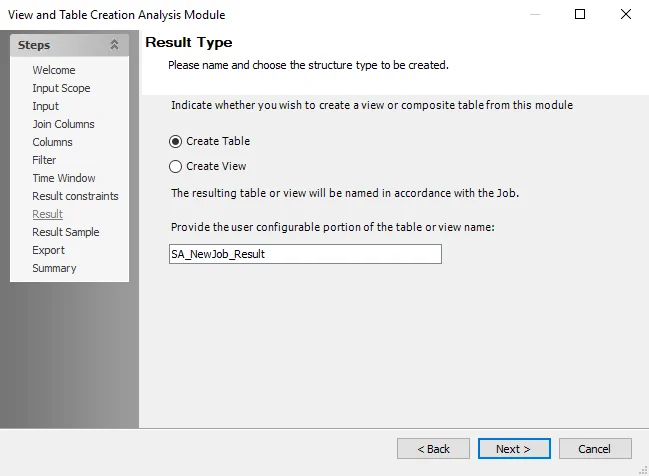 View and Table Creation Analysis Module
Steps
Welcome
Input Scope
Input
Join Columns
Columns
Filter
Time Window
Result constraints
Result
Result Sample
Export
Summary
Result Type
Please name and choose the structure type to be created.
Indicate whether you wish to create a view or composite table from this module
Create Table
Create View
The resulting table or view will be named in accordance with the Job.
Provide the user configurable portion of the table or view name:
SA_NewJob_Result
< Back
Next >
Cancel